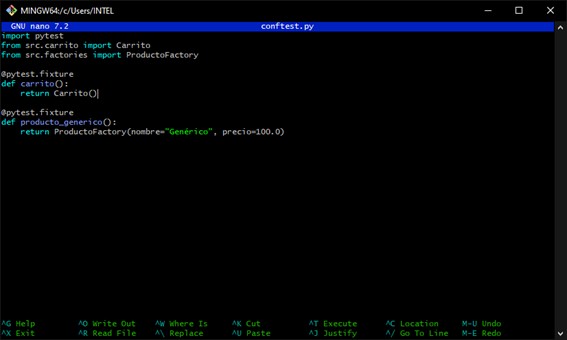 MINGW64:/c/Users/INTEL
GNU nano 7.2 conftest.py
import pytest
from src.carrito import Carrito
from src.factories import ProductoFactory
@pytest.fixture
def carrito():
    return Carrito()
@pytest.fixture
def producto_generico():
    return ProductoFactory(nombre="Genérico", precio=100.0)
^G Help ^O Write Out ^W Where Is ^K Cut ^T Execute ^C Location M-U Undo
^X Exit ^R Read File ^\ Replace ^U Paste ^J Justify ^/ Go To Line M-E Redo